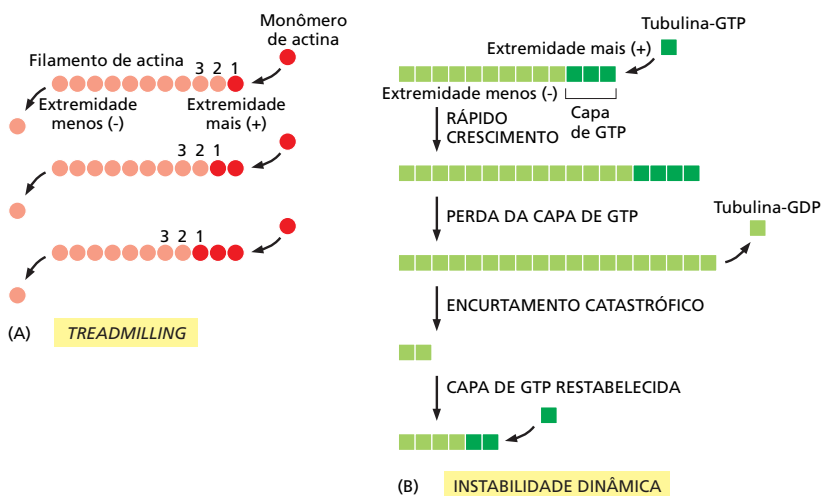 Monômero
de actina
Filamento de actina
3 2 1
Extremidade
menos (-)
Extremidade
mais (+)
3 2 1
3 2 1
(A) TREADMILLING
Tubulina-GTP
Extremidade mais (+)
Extremidade menos (-)
Capa
de GTP
RÁPIDO
CRESCIMENTO
PERDA DA CAPA DE GTP
Tubulina-GDP
ENCURTAMENTO CATASTRÓFICO
CAPA DE GTP RESTABELECIDA
(B) INSTABILIDADE DINÂMICA